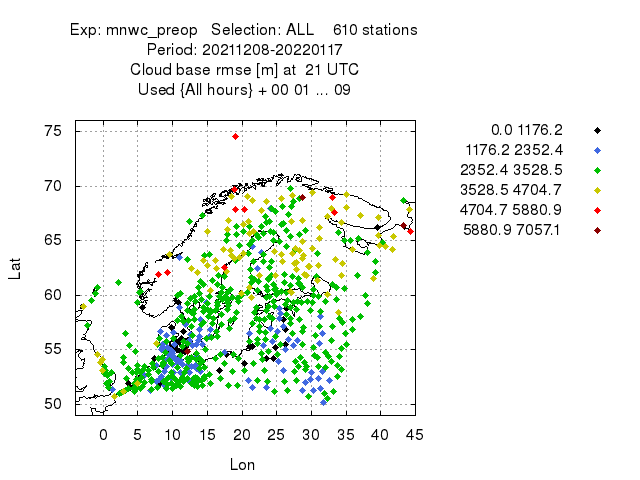 Exp: mnwc_preop Selection: ALL 610 stations
Period: 20211208-20220117
Cloud base rmse [m] at 21 UTC
Used {All hours} + 00 01 ... 09
0.0 1176.2
1176.2 2352.4
2352.4 3528.5
3528.5 4704.7
4704.7 5880.9
5880.9 7057.1
75
70
65
60
55
50
Lat
0 5 10 15 20 25 30 35 40 45
Lon